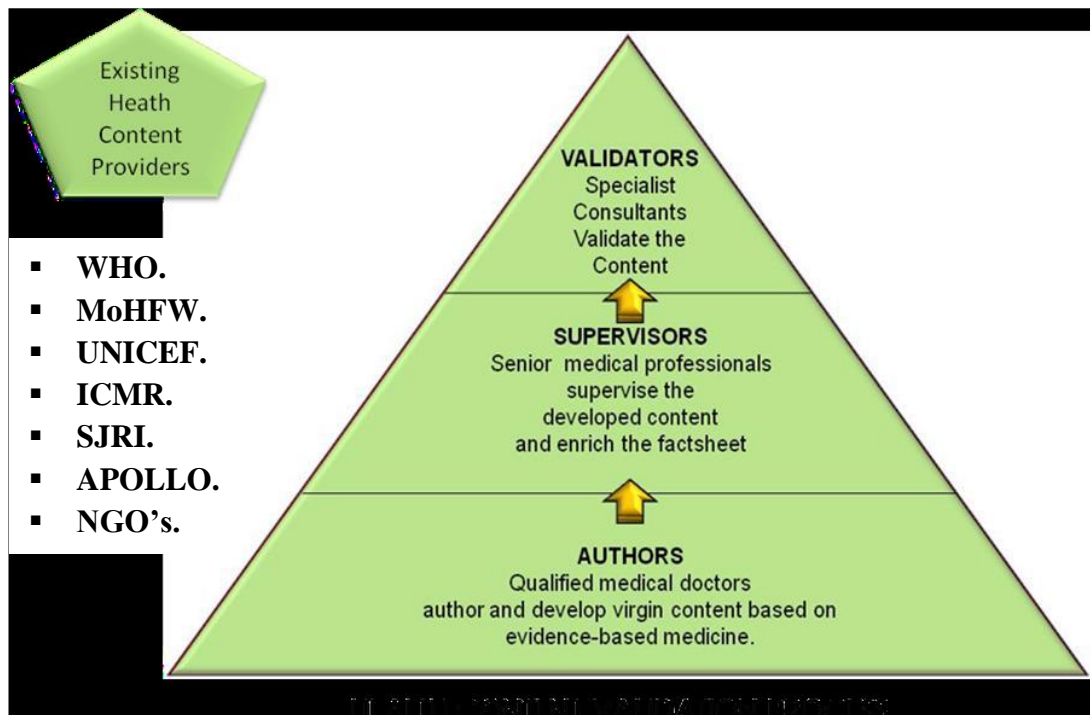 Existing
Heath
Content
Providers
▪ WHO.
▪ MoHFW.
▪ UNICEF.
▪ ICMR.
▪ SJRI.
▪ APOLLO.
▪ NGO’s.
VALIDATORS
Specialist
Consultants
Validate the
Content
SUPERVISORS
Senior medical professionals
supervise the
developed content
and enrich the factsheet
AUTHORS
Qualified medical doctors
author and develop virgin content based on
evidence-based medicine.